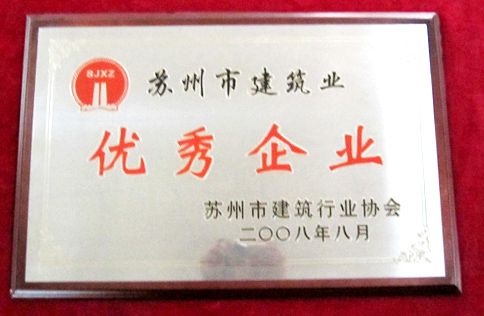 SJXZ
苏州市建筑业
优秀企业
苏州市建筑行业协会
二〇〇八年八月